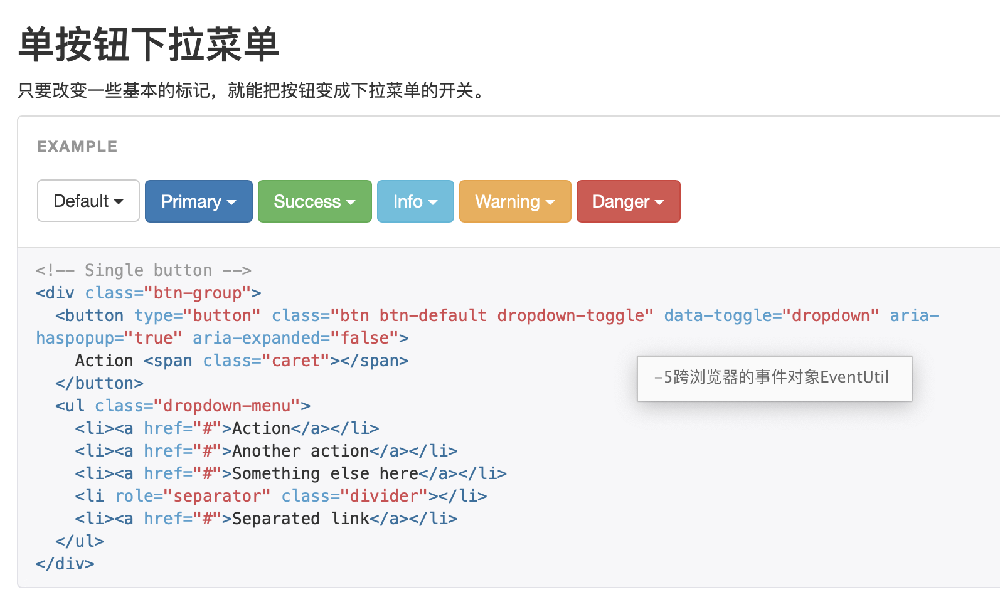 单按钮下拉菜单
只要改变一些基本的标记，就能把按钮变成下拉菜单的开关。
EXAMPLE
Default Primary Success Info Warning Danger
<!-- Single button -->
<div class="btn-group">
  <button type="button" class="btn btn-default dropdown-toggle" data-toggle="dropdown" aria-
haspopup="true" aria-expanded="false">
    Action <span class="caret"></span>
  </button>
-5跨浏览器的事件对象EventUtil
  <ul class="dropdown-menu">
    <li><a href="#">Action</a></li>
    <li><a href="#">Another action</a></li>
    <li><a href="#">Something else here</a></li>
    <li role="separator" class="divider"></li>
    <li><a href="#">Separated link</a></li>
  </ul>
</div>